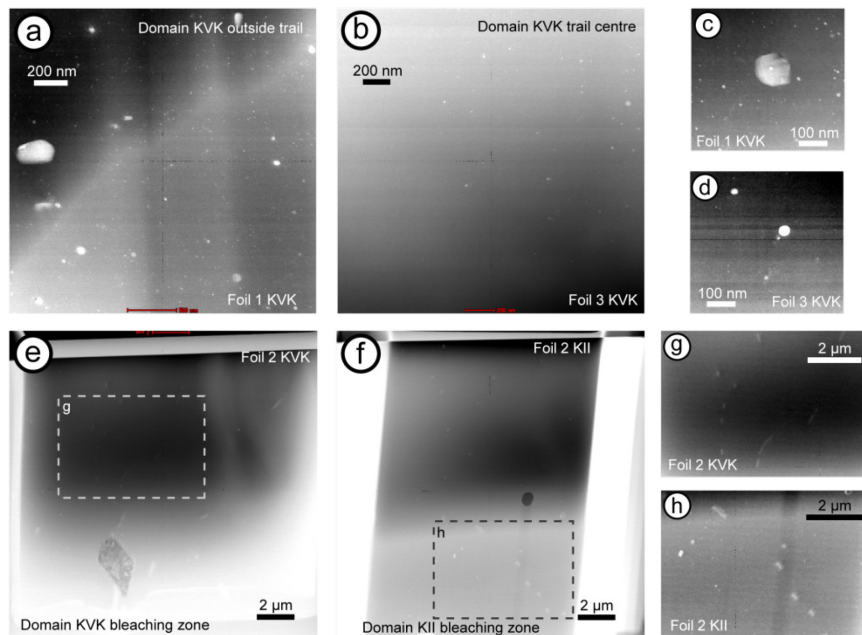 a
Domain KVK outside trail
200 nm
Foil 1 KVK
b
Domain KVK trail centre
200 nm
Foil 3 KVK
c
Foil 1 KVK
100 nm
d
100 nm
Foil 3 KVK
e
Foil 2 KVK
g
2 µm
Domain KVK bleaching zone
f
Foil 2 KII
h
2 µm
Domain KII bleaching zone
g
2 µm
Foil 2 KVK
h
2 µm
Foil 2 KII